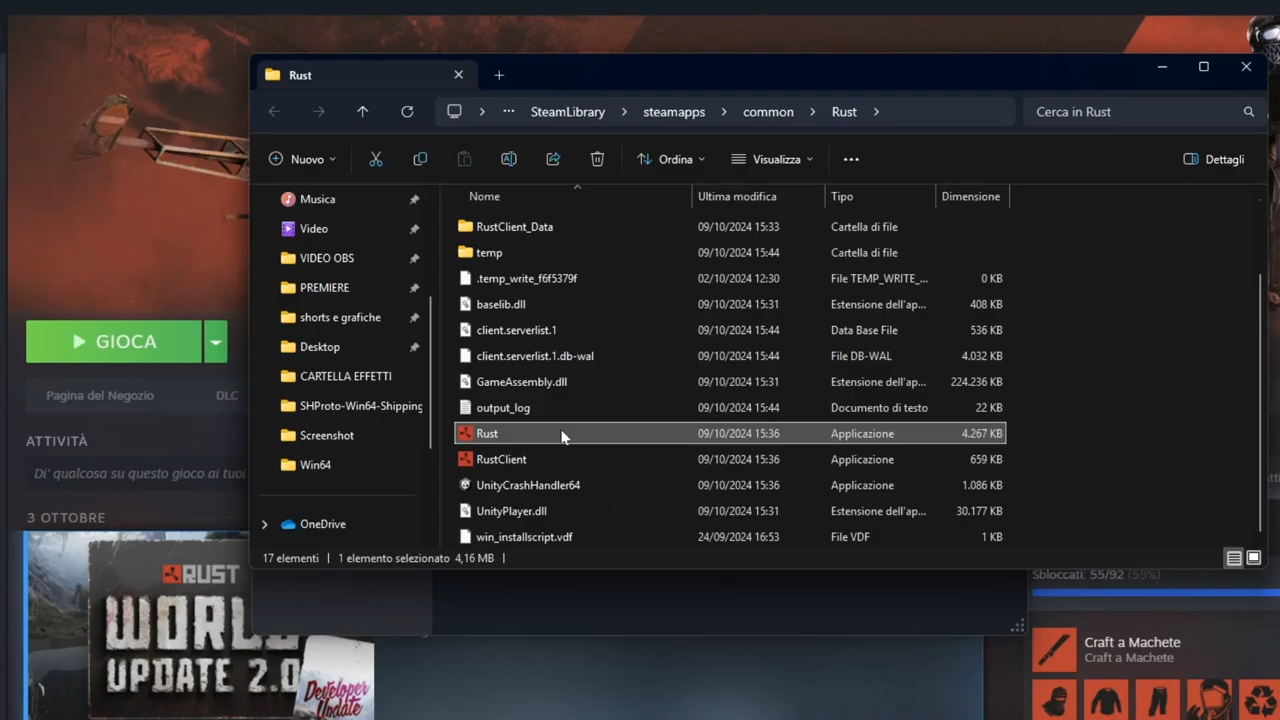 Rust
SteamLibrary > steamapps > common > Rust >
Cerca in Rust
Nuovo
Ordina
Visualizza
Dettagli
Nome
Ultima modifica
Tipo
Dimensione
Musica
Video
VIDEO OBS
PREMIERE
shorts e grafiche
Desktop
CARTELLA EFFETTI
SHProto-Win64-Shipping
Screenshot
Win64
OneDrive
RustClient_Data 09/10/2024 15:33 Cartella di file
temp 09/10/2024 15:44 Cartella di file
.temp_write_f6f5379f 02/10/2024 12:30 File TEMP_WRITE_... 0 KB
baselib.dll 09/10/2024 15:31 Estensione dell'ap... 408 KB
client.serverlist.1 09/10/2024 15:44 Data Base File 536 KB
client.serverlist.1.db-wal 09/10/2024 15:44 File DB-WAL 4.032 KB
GameAssembly.dll 09/10/2024 15:31 Estensione dell'ap... 224.236 KB
output_log 09/10/2024 15:44 Documento di testo 22 KB
Rust 09/10/2024 15:36 Applicazione 4.267 KB
RustClient 09/10/2024 15:36 Applicazione 659 KB
UnityCrashHandler64 09/10/2024 15:36 Applicazione 1.086 KB
UnityPlayer.dll 09/10/2024 15:31 Estensione dell'ap... 30.177 KB
win_installscript.vdf 24/09/2024 16:53 File VDF 1 KB
17 elementi
1 elemento selezionato 4,16 MB
GIOCA
Pagina del Negozio
DLC
ATTIVITÀ
Di' qualcosa su questo gioco ai tuoi
3 OTTOBRE
RUST
WORL
UPDATE 2.0
Developer
Update
Sbloccati: 55/92 (59%)
Craft a Machete
Craft a Machete